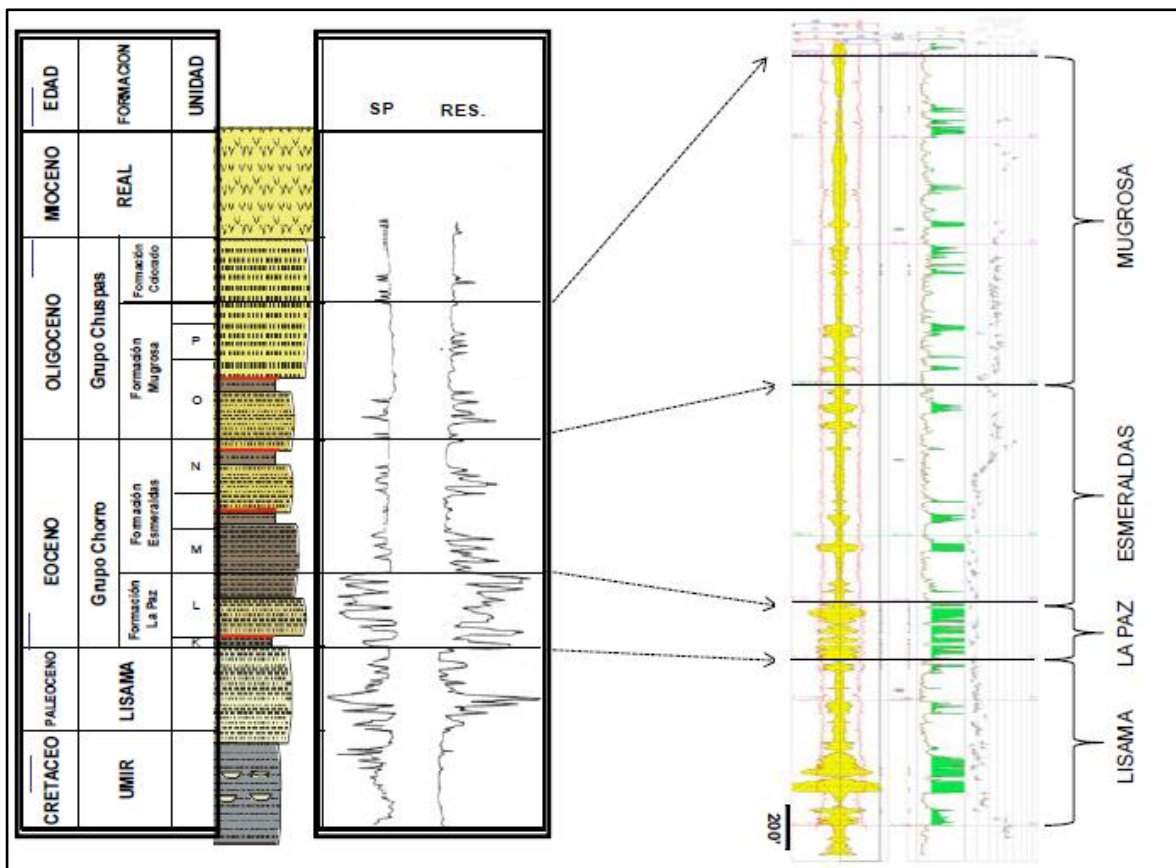 EDAD
FORMACION
UNIDAD
SP
RES.
MIOCENO
REAL
OLIGOCENO
Grupo Chuspas
Formación
Colorado
Formación
Mugrosa
P
O
EOCENO
Grupo Chorro
Formación
Esmeraldas
N
M
Formación
La Paz
L
K
PALEOCENO
LISAMA
CRETACEO
UMIR
MUGROSA
ESMERALDAS
LA PAZ
LISAMA
200'